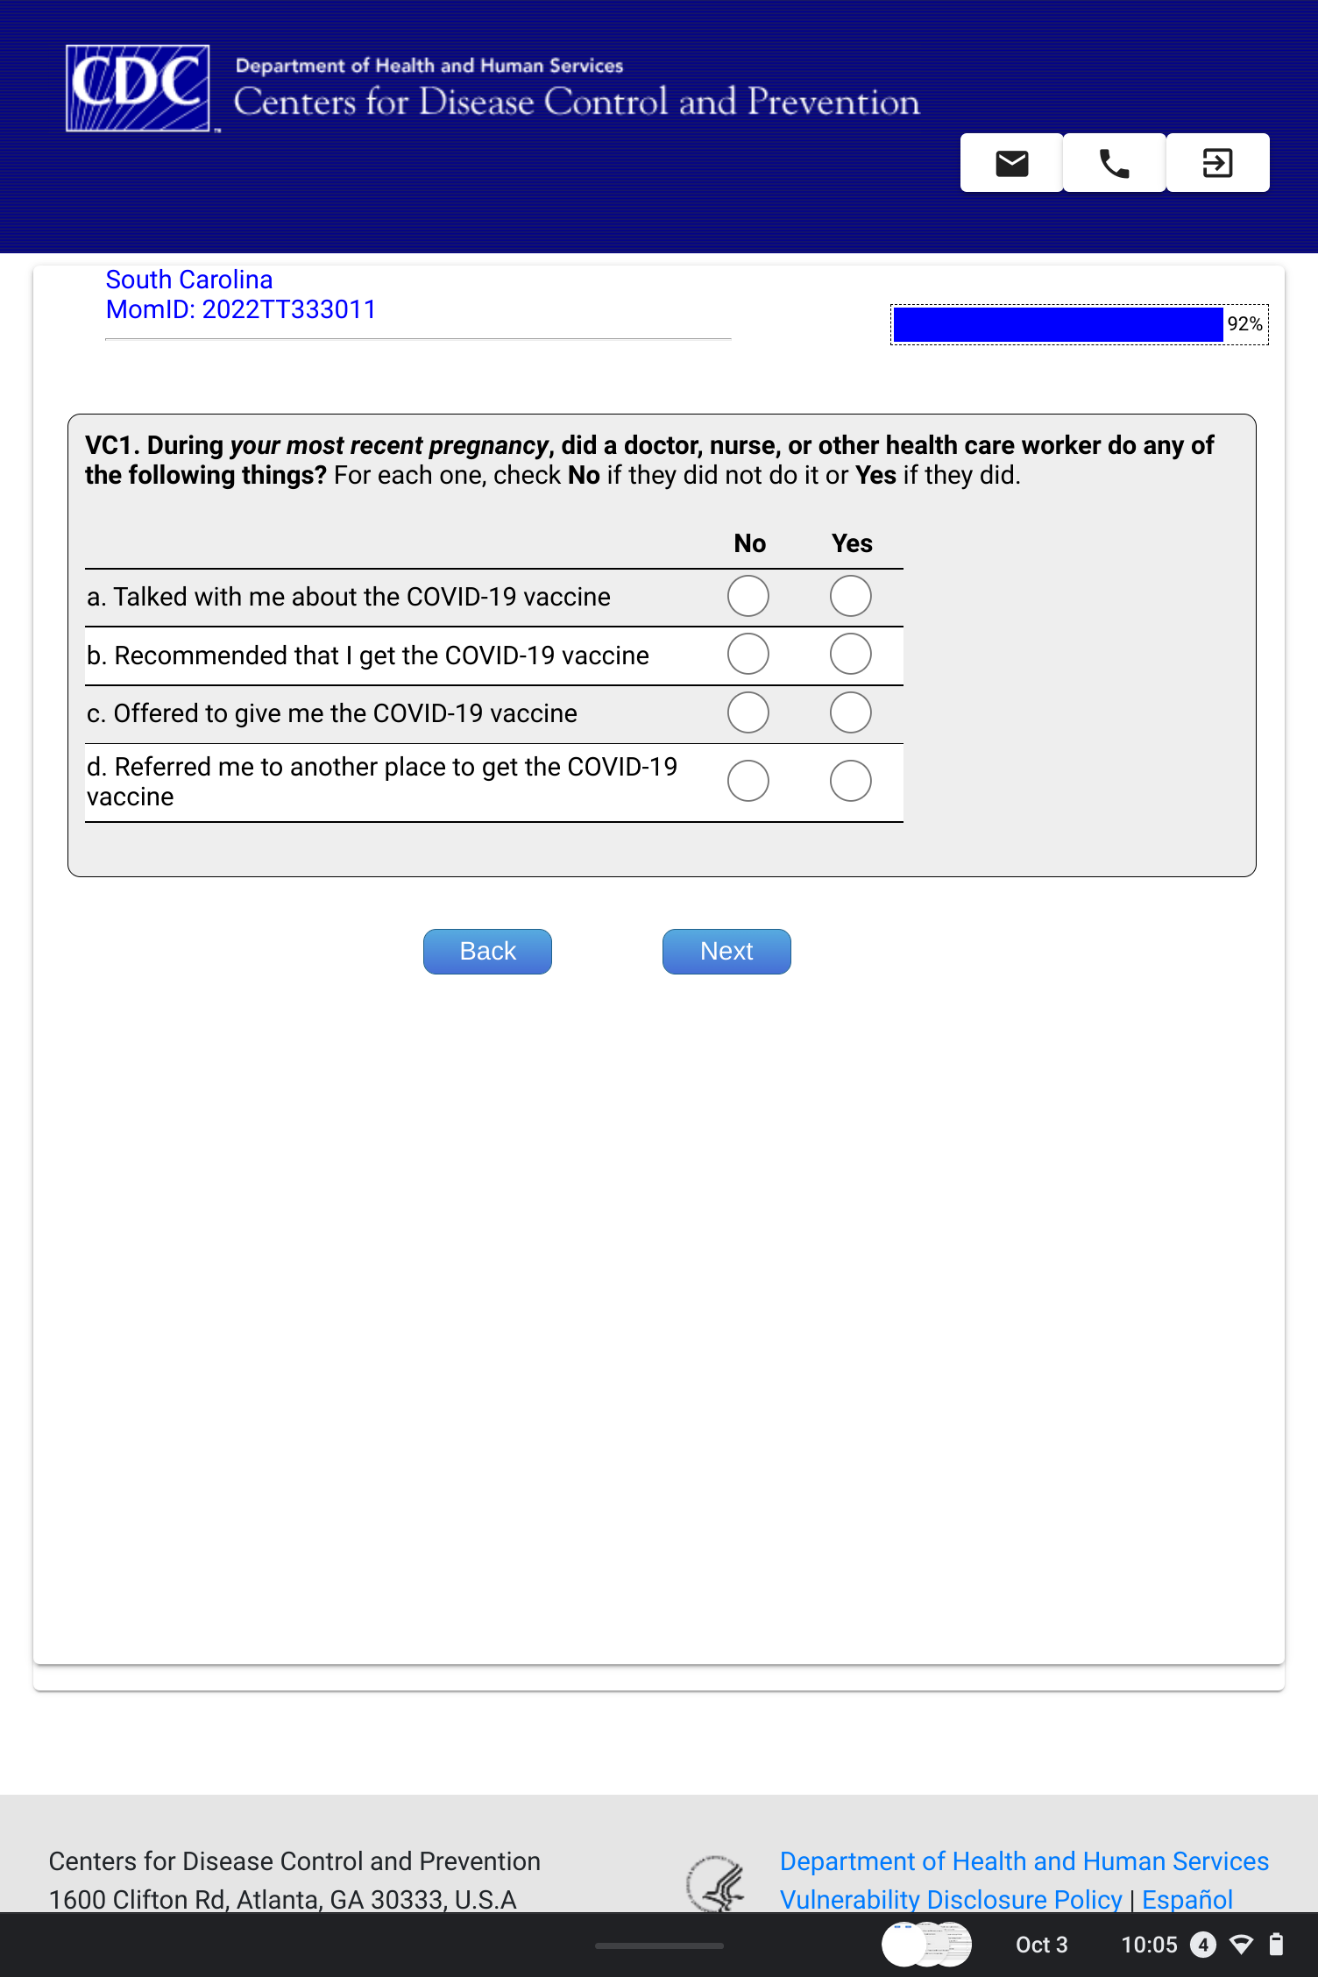 CDC
TM
Department of Health and Human Services
Centers for Disease Control and Prevention
South Carolina
MomID: 2022TT333011
92%
VC1. During your most recent pregnancy, did a doctor, nurse, or other health care worker do any of
the following things? For each one, check No if they did not do it or Yes if they did.
No Yes
a. Talked with me about the COVID-19 vaccine
b. Recommended that I get the COVID-19 vaccine
c. Offered to give me the COVID-19 vaccine
d. Referred me to another place to get the COVID-19
vaccine
Back Next
Centers for Disease Control and Prevention
1600 Clifton Rd, Atlanta, GA 30333, U.S.A
Department of Health and Human Services
Vulnerability Disclosure Policy | Español
Oct 3 10:05 4